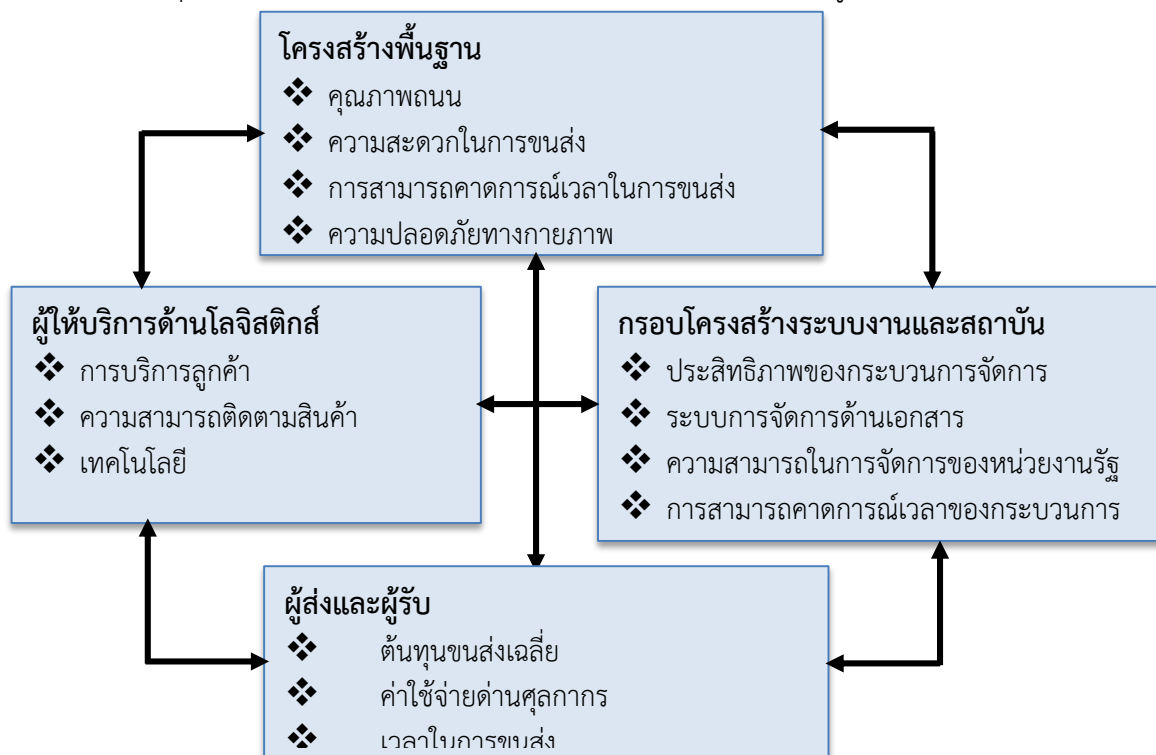 โครงสร้างพื้นฐาน
❖ คุณภาพถนน
❖ ความสะดวกในการขนส่ง
❖ การสามารถคาดการณ์เวลาในการขนส่ง
❖ ความปลอดภัยทางกายภาพ
ผู้ให้บริการด้านโลจิสติกส์
❖ การบริการลูกค้า
❖ ความสามารถติดตามสินค้า
❖ เทคโนโลยี
กรอบโครงสร้างระบบงานและสถาบัน
❖ ประสิทธิภาพของกระบวนการจัดการ
❖ ระบบการจัดการด้านเอกสาร
❖ ความสามารถในการจัดการของหน่วยงานรัฐ
❖ การสามารถคาดการณ์เวลาของกระบวนการ
ผู้ส่งและผู้รับ
❖ ต้นทุนขนส่งเฉลี่ย
❖ ค่าใช้จ่ายด่านศุลกากร
❖ เวลาในการขนส่ง